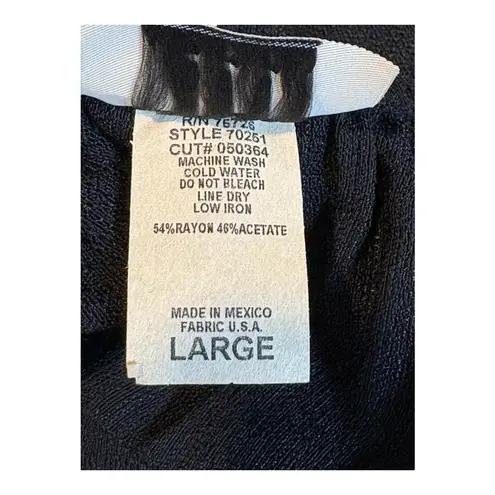 STYLE 70251
CUT# 050364
MACHINE WASH
COLD WATER
DO NOT BLEACH
LINE DRY
LOW IRON
54%RAYON 46%ACETATE
MADE IN MEXICO
FABRIC U.S.A.
LARGE